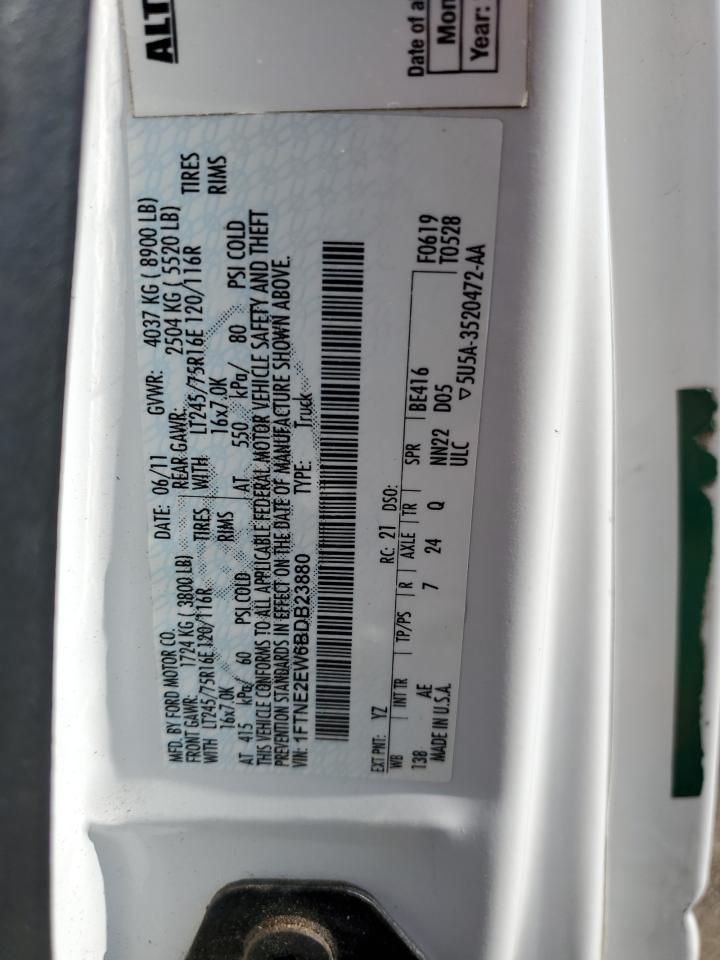 ALT
Date of a
Mon
Year:
MFD. BY FORD MOTOR CO.
DATE: 06/11 GVWR: 4037 KG ( 8900 LB)
FRONT GAWR: 1724 KG ( 3800 LB) REAR GAWR: 2504 KG ( 5520 LB)
WITH LT245/75R16E 120/116R TIRES WITH LT245/75R16E 120/116R TIRES
16x7.0K RIMS 16x7.0K RIMS
AT 415 kPa/ 60 PSI COLD AT 550 kPa/ 80 PSI COLD
THIS VEHICLE CONFORMS TO ALL APPLICABLE FEDERAL MOTOR VEHICLE SAFETY AND THEFT
PREVENTION STANDARDS IN EFFECT ON THE DATE OF MANUFACTURE SHOWN ABOVE.
VIN: 1FTNE2EW6BDB23880 TYPE: Truck
EXT PNT: YZ RC: 21 DSO: F0619
WB INT TR TP/PS R AXLE TR SPR BE416 T0528
138 AE 7 24 Q NN22 D05
MADE IN U.S.A. ULC ▽5U5A-3520472-AA